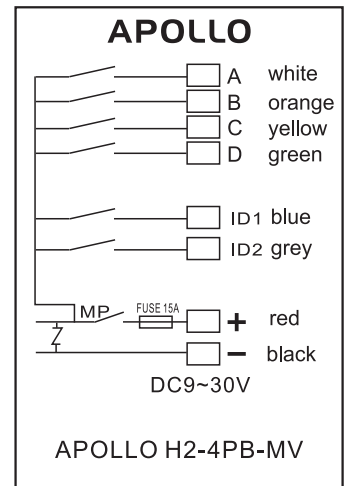 APOLLO
A white
B orange
C yellow
D green
ID1 blue
ID2 grey
MP FUSE 15A + red
− black
DC9~30V
APOLLO H2-4PB-MV